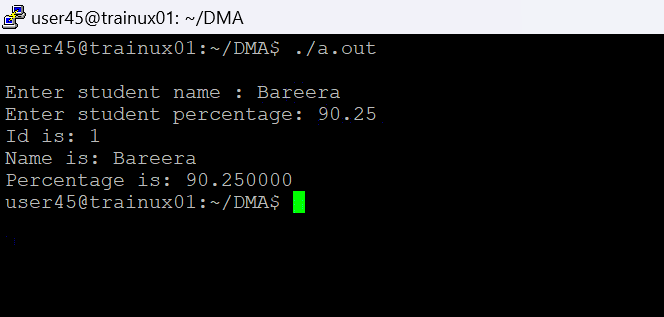 user45@trainux01: ~/DMA
user45@trainux01:~/DMA$ ./a.out
Enter student name : Bareera
Enter student percentage: 90.25
Id is: 1
Name is: Bareera
Percentage is: 90.250000
user45@trainux01:~/DMA$